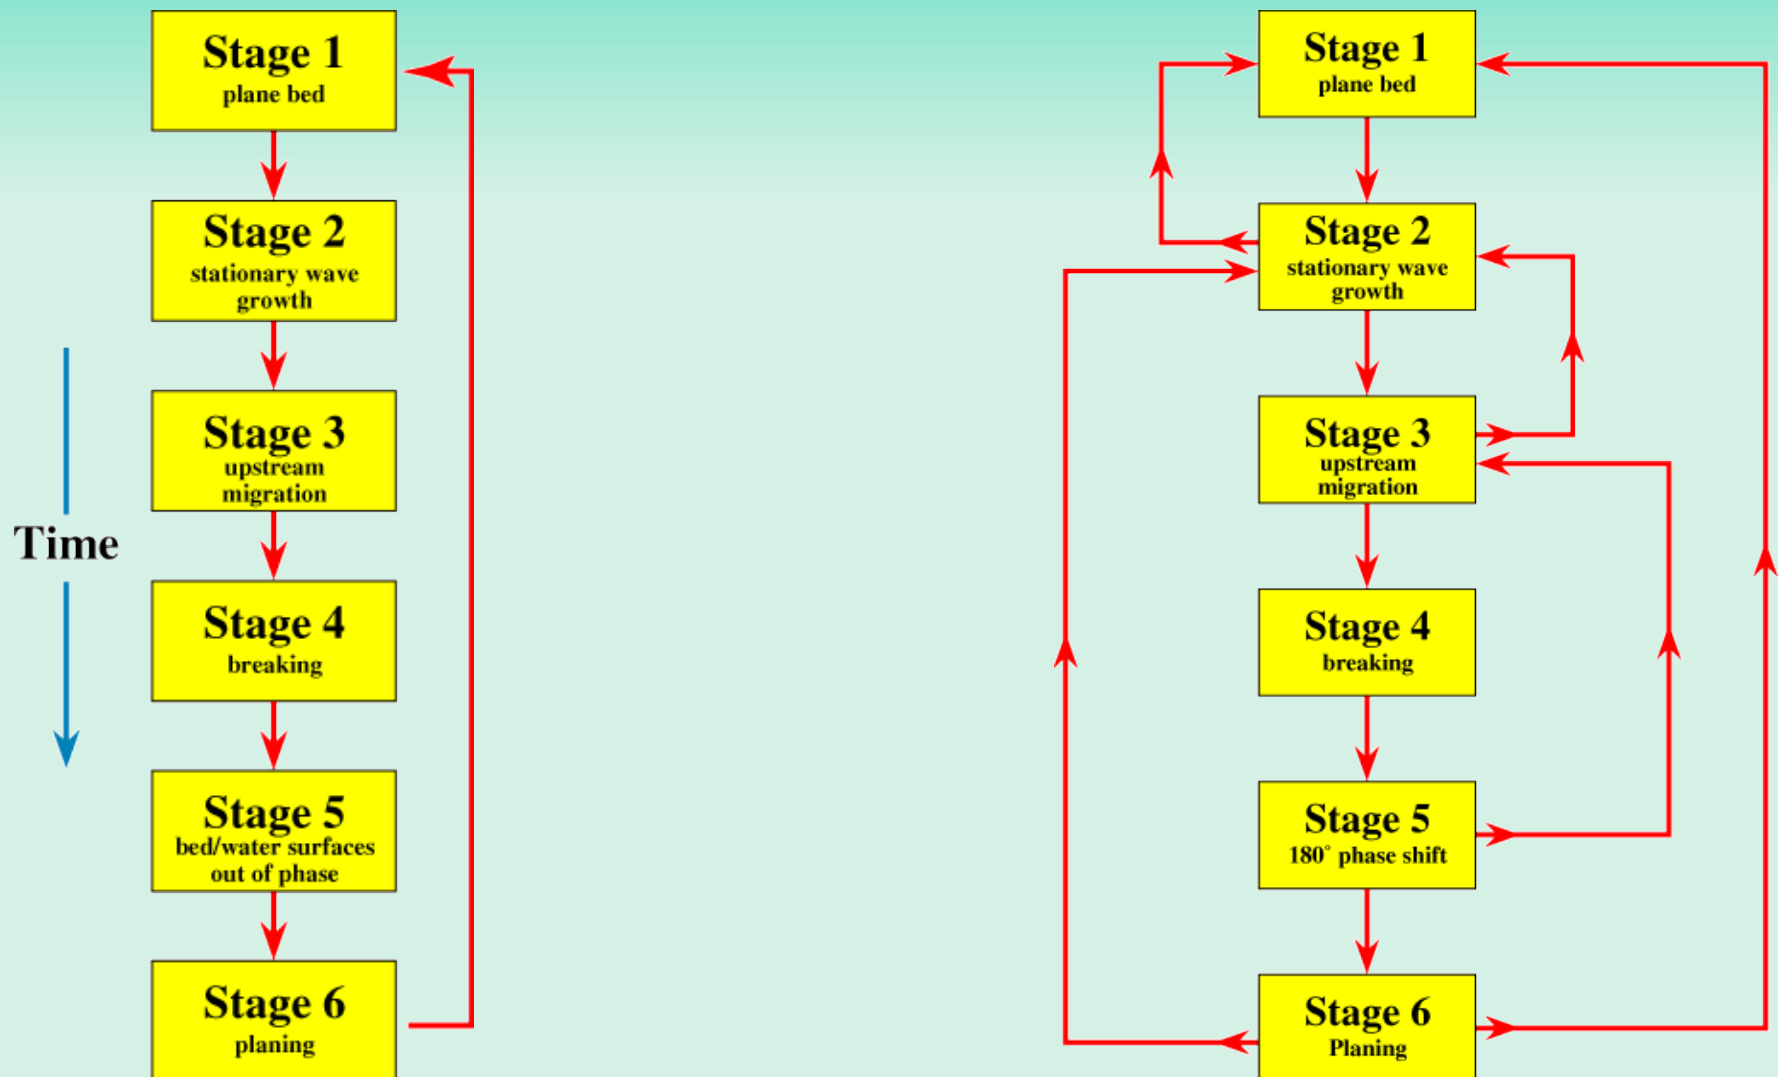 Stage 1
plane bed
Stage 2
stationary wave
growth
Stage 3
upstream
migration
Stage 4
breaking
Stage 5
bed/water surfaces
out of phase
Stage 6
planing
Time
Stage 1
plane bed
Stage 2
stationary wave
growth
Stage 3
upstream
migration
Stage 4
breaking
Stage 5
180° phase shift
Stage 6
Planing